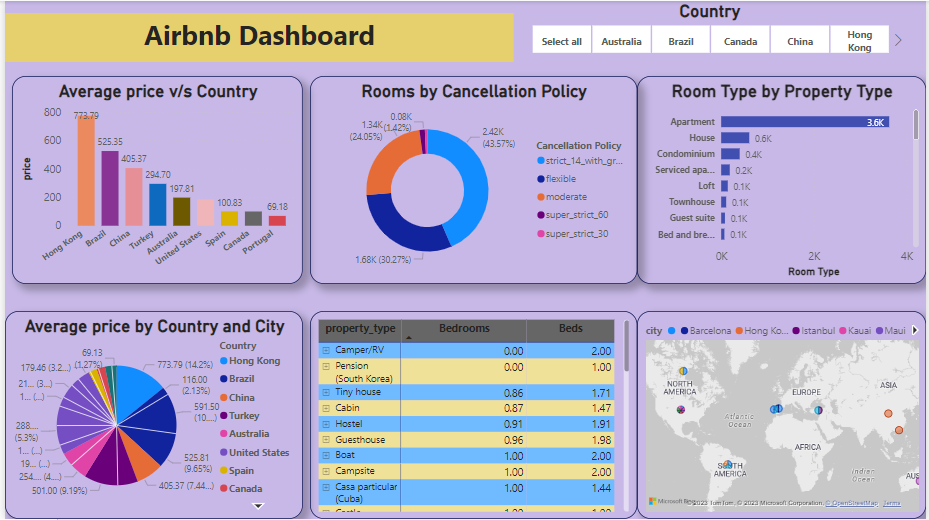 Airbnb Dashboard
Country
Select all
Australia
Brazil
Canada
China
Hong
Kong
Average price v/s Country
price
800
600
400
200
0
773.79
525.35
405.37
294.70
197.81
100.83
69.18
Hong Kong
Brazil
China
Turkey
Australia
United States
Spain
Canada
Portugal
Rooms by Cancellation Policy
0.08K
(1.42%)
1.34K
(24.05%)
2.42K
(43.57%)
1.68K (30.27%)
Cancellation Policy
strict_14_with_gr...
flexible
moderate
super_strict_60
super_strict_30
Room Type by Property Type
Apartment 3.6K
House 0.6K
Condominium 0.4K
Serviced apa... 0.2K
Loft 0.1K
Townhouse 0.1K
Guest suite 0.1K
Bed and bre... 0.1K
0K 2K 4K
Room Type
Average price by Country and City
69.13
(1.27%)
179.46 (3.2...)
21... (3...)
1... (...)
288....
(5.3%)
1... (...)
19... (...)
254.... (4....)
501.00 (9.19%)
773.79 (14.2%)
116.00
(2.13%)
591.50
(10....)
525.81
(9.65%)
405.37 (7.44...)
Country
Hong Kong
Brazil
China
Turkey
Australia
United States
Spain
Canada
property_type Bedrooms Beds
Camper/RV 0.00 2.00
Pension
(South Korea) 0.00 1.00
Tiny house 0.86 1.71
Cabin 0.87 1.47
Hostel 0.91 1.91
Guesthouse 0.96 1.98
Boat 1.00 2.00
Campsite 1.00 2.00
Casa particular
(Cuba) 1.00 1.44
Castle 1.00 2.00
city Barcelona Hong Ko... Istanbul Kauai Maui
NORTH
AMERICA
EUROPE
ASIA
Atlantic
Ocean
AFRICA
SOUTH
AMERICA
Indian
Ocean
AUS
Microsoft Bing
© 2023 TomTom, © 2023 Microsoft Corporation, © OpenStreetMap Terms